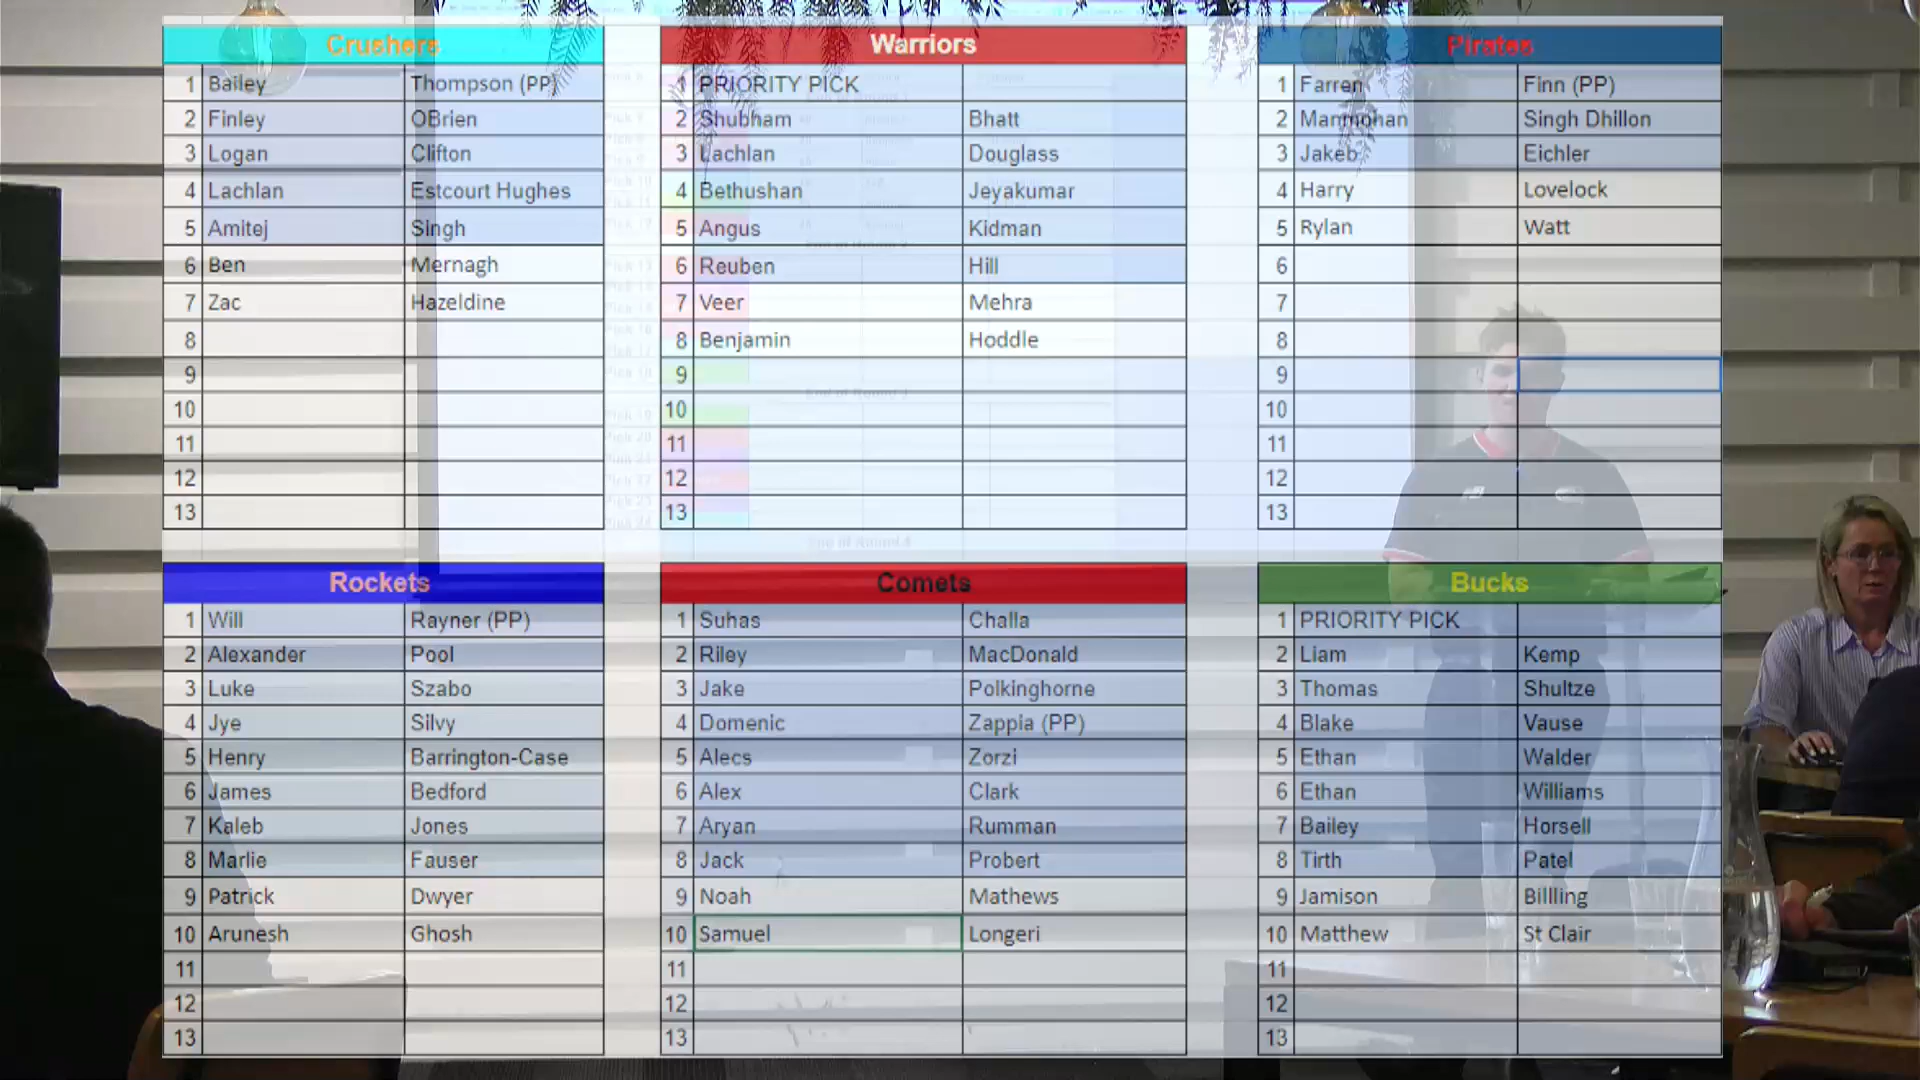 Crushers
1 Bailey Thompson (PP)
2 Finley OBrien
3 Logan Clifton
4 Lachlan Estcourt Hughes
5 Amitej Singh
6 Ben Mernagh
7 Zac Hazeldine
8
9
10
11
12
13
Warriors
1 PRIORITY PICK
2 Shubham Bhatt
3 Lachlan Douglass
4 Bethushan Jeyakumar
5 Angus Kidman
6 Reuben Hill
7 Veer Mehra
8 Benjamin Hoddle
9
10
11
12
13
Pirates
1 Farren Finn (PP)
2 Manmohan Singh Dhillon
3 Jakeb Eichler
4 Harry Lovelock
5 Rylan Watt
6
7
8
9
10
11
12
13
Rockets
1 Will Rayner (PP)
2 Alexander Pool
3 Luke Szabo
4 Jye Silvy
5 Henry Barrington-Case
6 James Bedford
7 Kaleb Jones
8 Marlie Fauser
9 Patrick Dwyer
10 Arunesh Ghosh
11
12
13
Comets
1 Suhas Challa
2 Riley MacDonald
3 Jake Polkinghorne
4 Domenic Zappia (PP)
5 Alecs Zorzi
6 Alex Clark
7 Aryan Rumman
8 Jack Probert
9 Noah Mathews
10 Samuel Longeri
11
12
13
Bucks
1 PRIORITY PICK
2 Liam Kemp
3 Thomas Shultze
4 Blake Vause
5 Ethan Walder
6 Ethan Williams
7 Bailey Horsell
8 Tirth Patel
9 Jamison Billling
10 Matthew St Clair
11
12
13